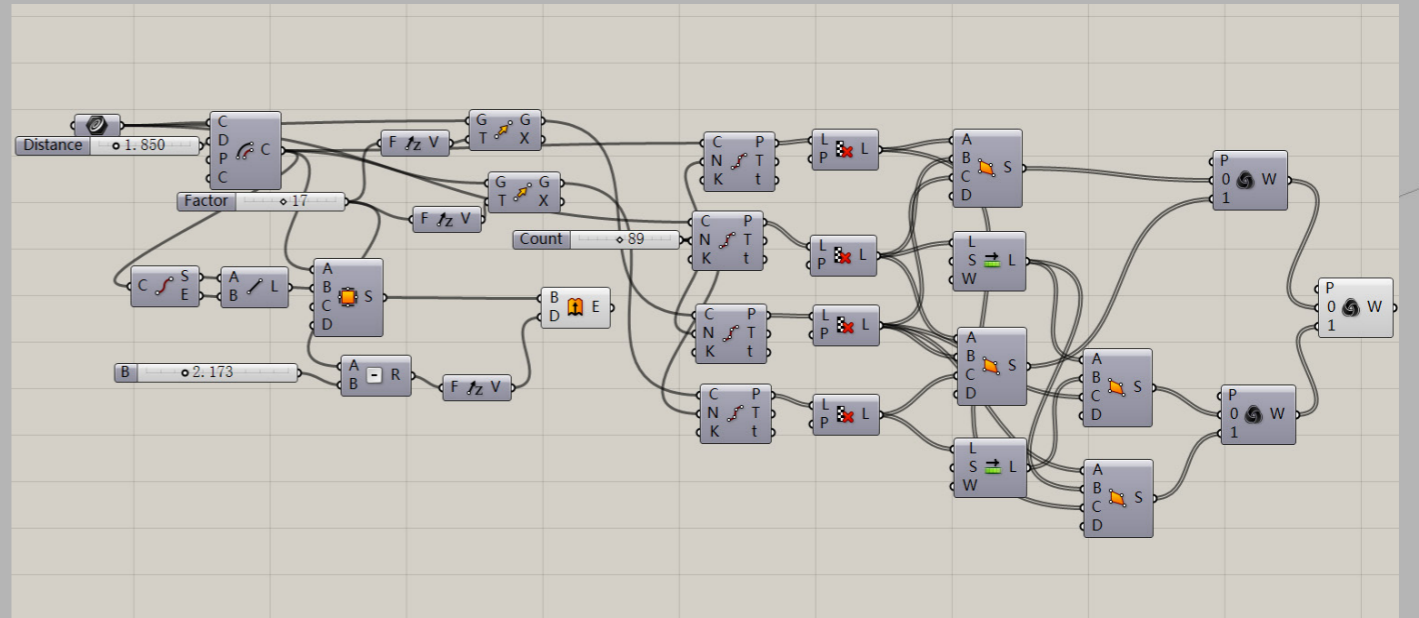 Distance 1.850
C D P C C
Factor 17
F V
G T G X
G T G X
F V
Count 89
C S E
A B L
A B C D S
B D E
B 2.173
A B R
F V
C N K P T t
C N K P T t
C N K P T t
C N K P T t
L P L
L P L
L P L
L P L
A B C D S
L S W L
A B C D S
L S W L
A B C D S
A B C D S
P 0 1 W
P 0 1 W
P 0 1 W